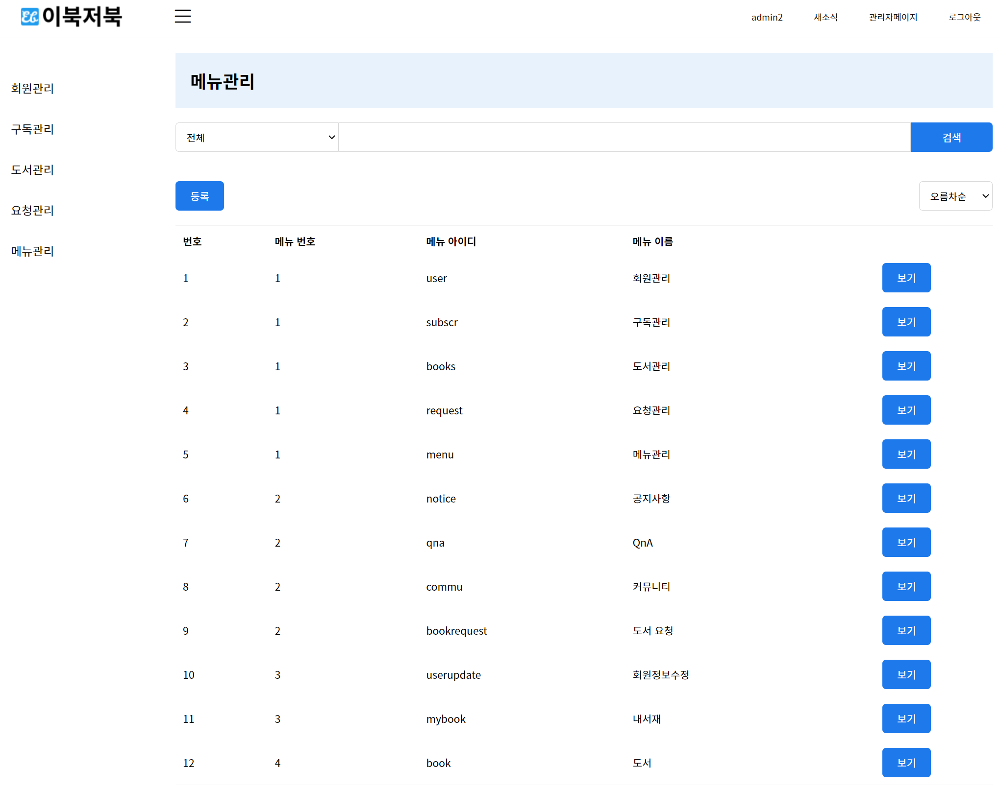 Eb 이북저북
admin2 새소식 관리자페이지 로그아웃
회원관리
구독관리
도서관리
요청관리
메뉴관리
메뉴관리
전체 검색
등록 오름차순
번호 메뉴 번호 메뉴 아이디 메뉴 이름
1 1 user 회원관리 보기
2 1 subscr 구독관리 보기
3 1 books 도서관리 보기
4 1 request 요청관리 보기
5 1 menu 메뉴관리 보기
6 2 notice 공지사항 보기
7 2 qna QnA 보기
8 2 commu 커뮤니티 보기
9 2 bookrequest 도서 요청 보기
10 3 userupdate 회원정보수정 보기
11 3 mybook 내서재 보기
12 4 book 도서 보기